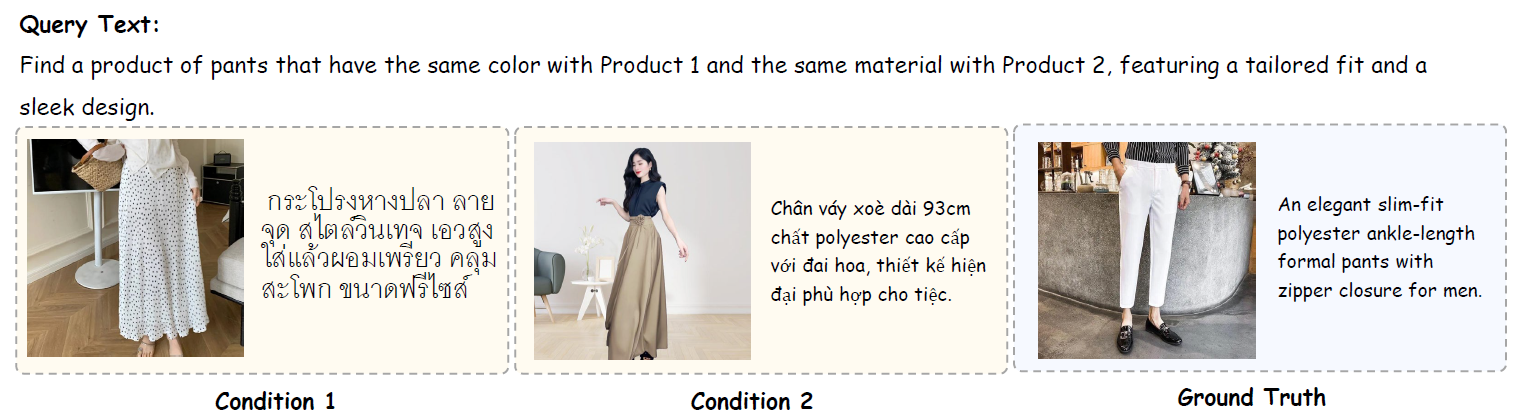 Query Text:
Find a product of pants that have the same color with Product 1 and the same material with Product 2, featuring a tailored fit and a
sleek design.
กระโปรงหางปลา ลาย
จุด สไตล์วินเทจ เอวสูง
ใส่แล้วผอมเพรียว คลุม
สะโพก ขนาดฟรีไซส์
Chân váy xoè dài 93cm
chất polyester cao cấp
với đai hoa, thiết kế hiện
đại phù hợp cho tiệc.
An elegant slim-fit
polyester ankle-length
formal pants with
zipper closure for men.
Condition 1
Condition 2
Ground Truth